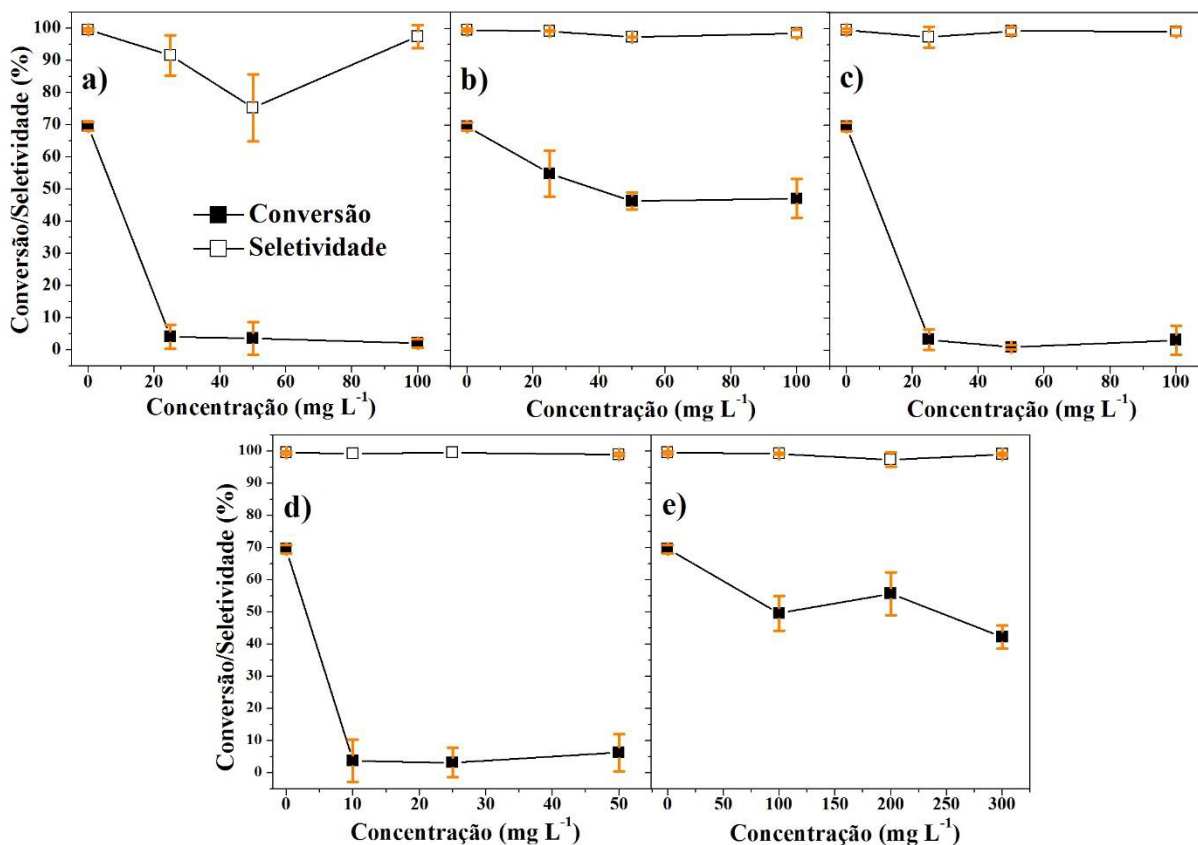 Conversão/Seletividade (%)
100
90
80
70
60
50
40
30
20
10
0
a)
Conversão
Seletividade
0 20 40 60 80 100
Concentração (mg L⁻¹)
b)
0 20 40 60 80 100
Concentração (mg L⁻¹)
c)
0 20 40 60 80 100
Concentração (mg L⁻¹)
Conversão/Seletividade (%)
100
90
80
70
60
50
40
30
20
10
0
d)
0 10 20 30 40 50
Concentração (mg L⁻¹)
e)
0 50 100 150 200 250 300
Concentração (mg L⁻¹)